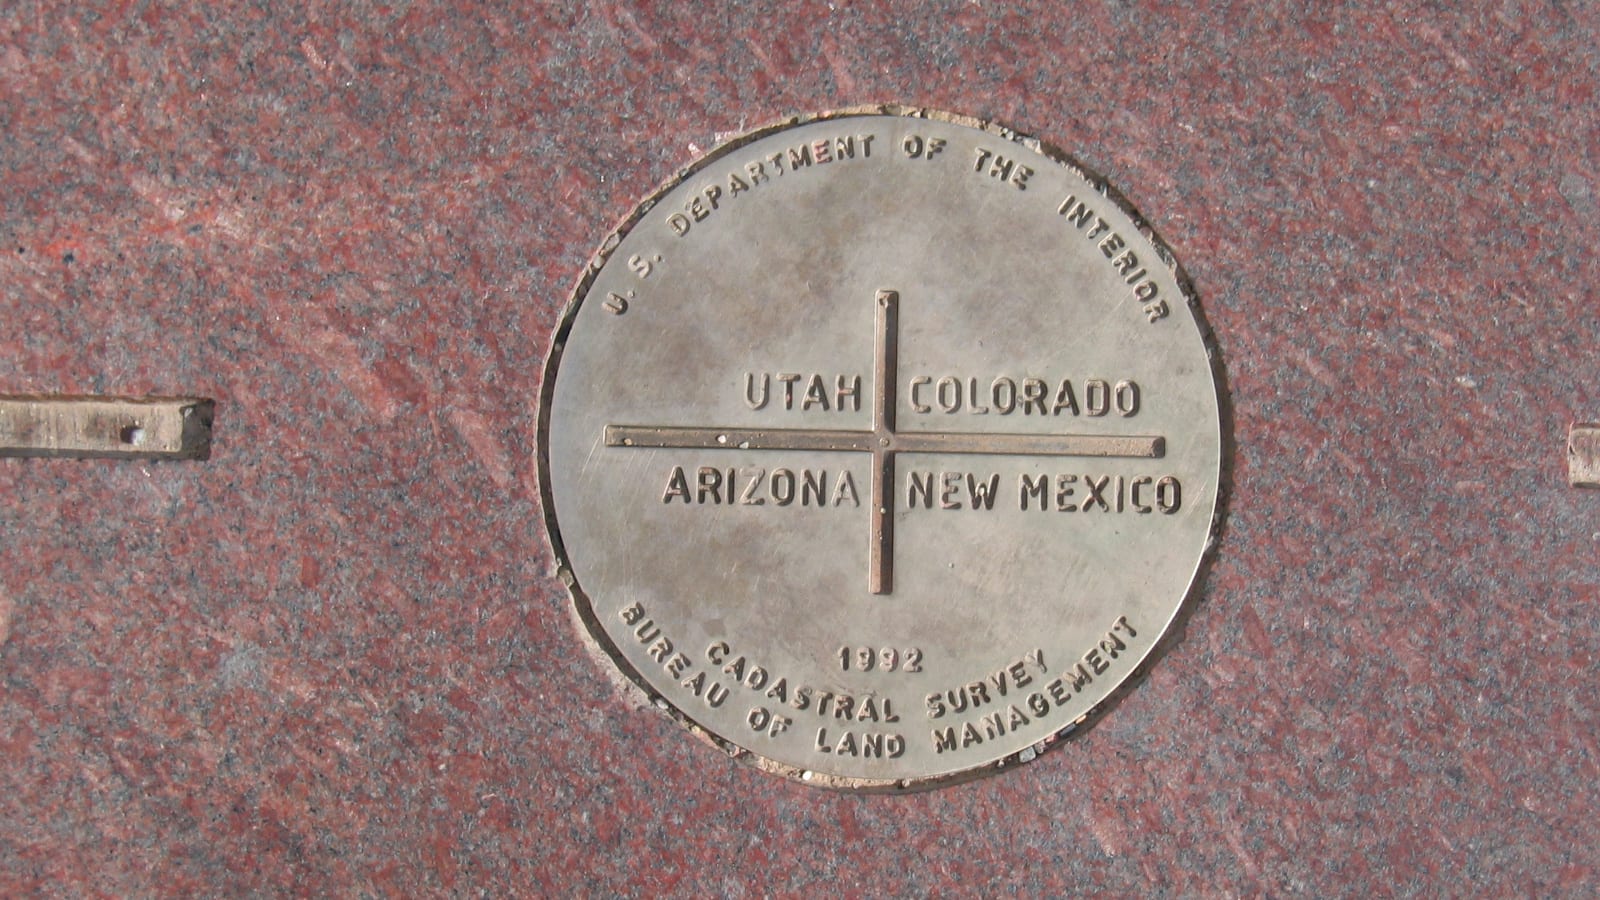 U. S. DEPARTMENT OF THE INTERIOR
UTAH COLORADO
ARIZONA NEW MEXICO
1992
CADASTRAL SURVEY
BUREAU OF LAND MANAGEMENT